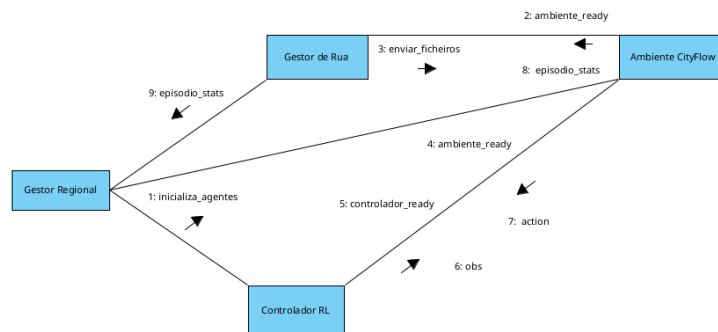 2: ambiente_ready
Gestor de Rua
3: enviar_ficheiros
Ambiente CityFlow
8: episodio_stats
9: episodio_stats
4: ambiente_ready
Gestor Regional
1: inicializa_agentes
5: controlador_ready
7: action
6: obs
Controlador RL